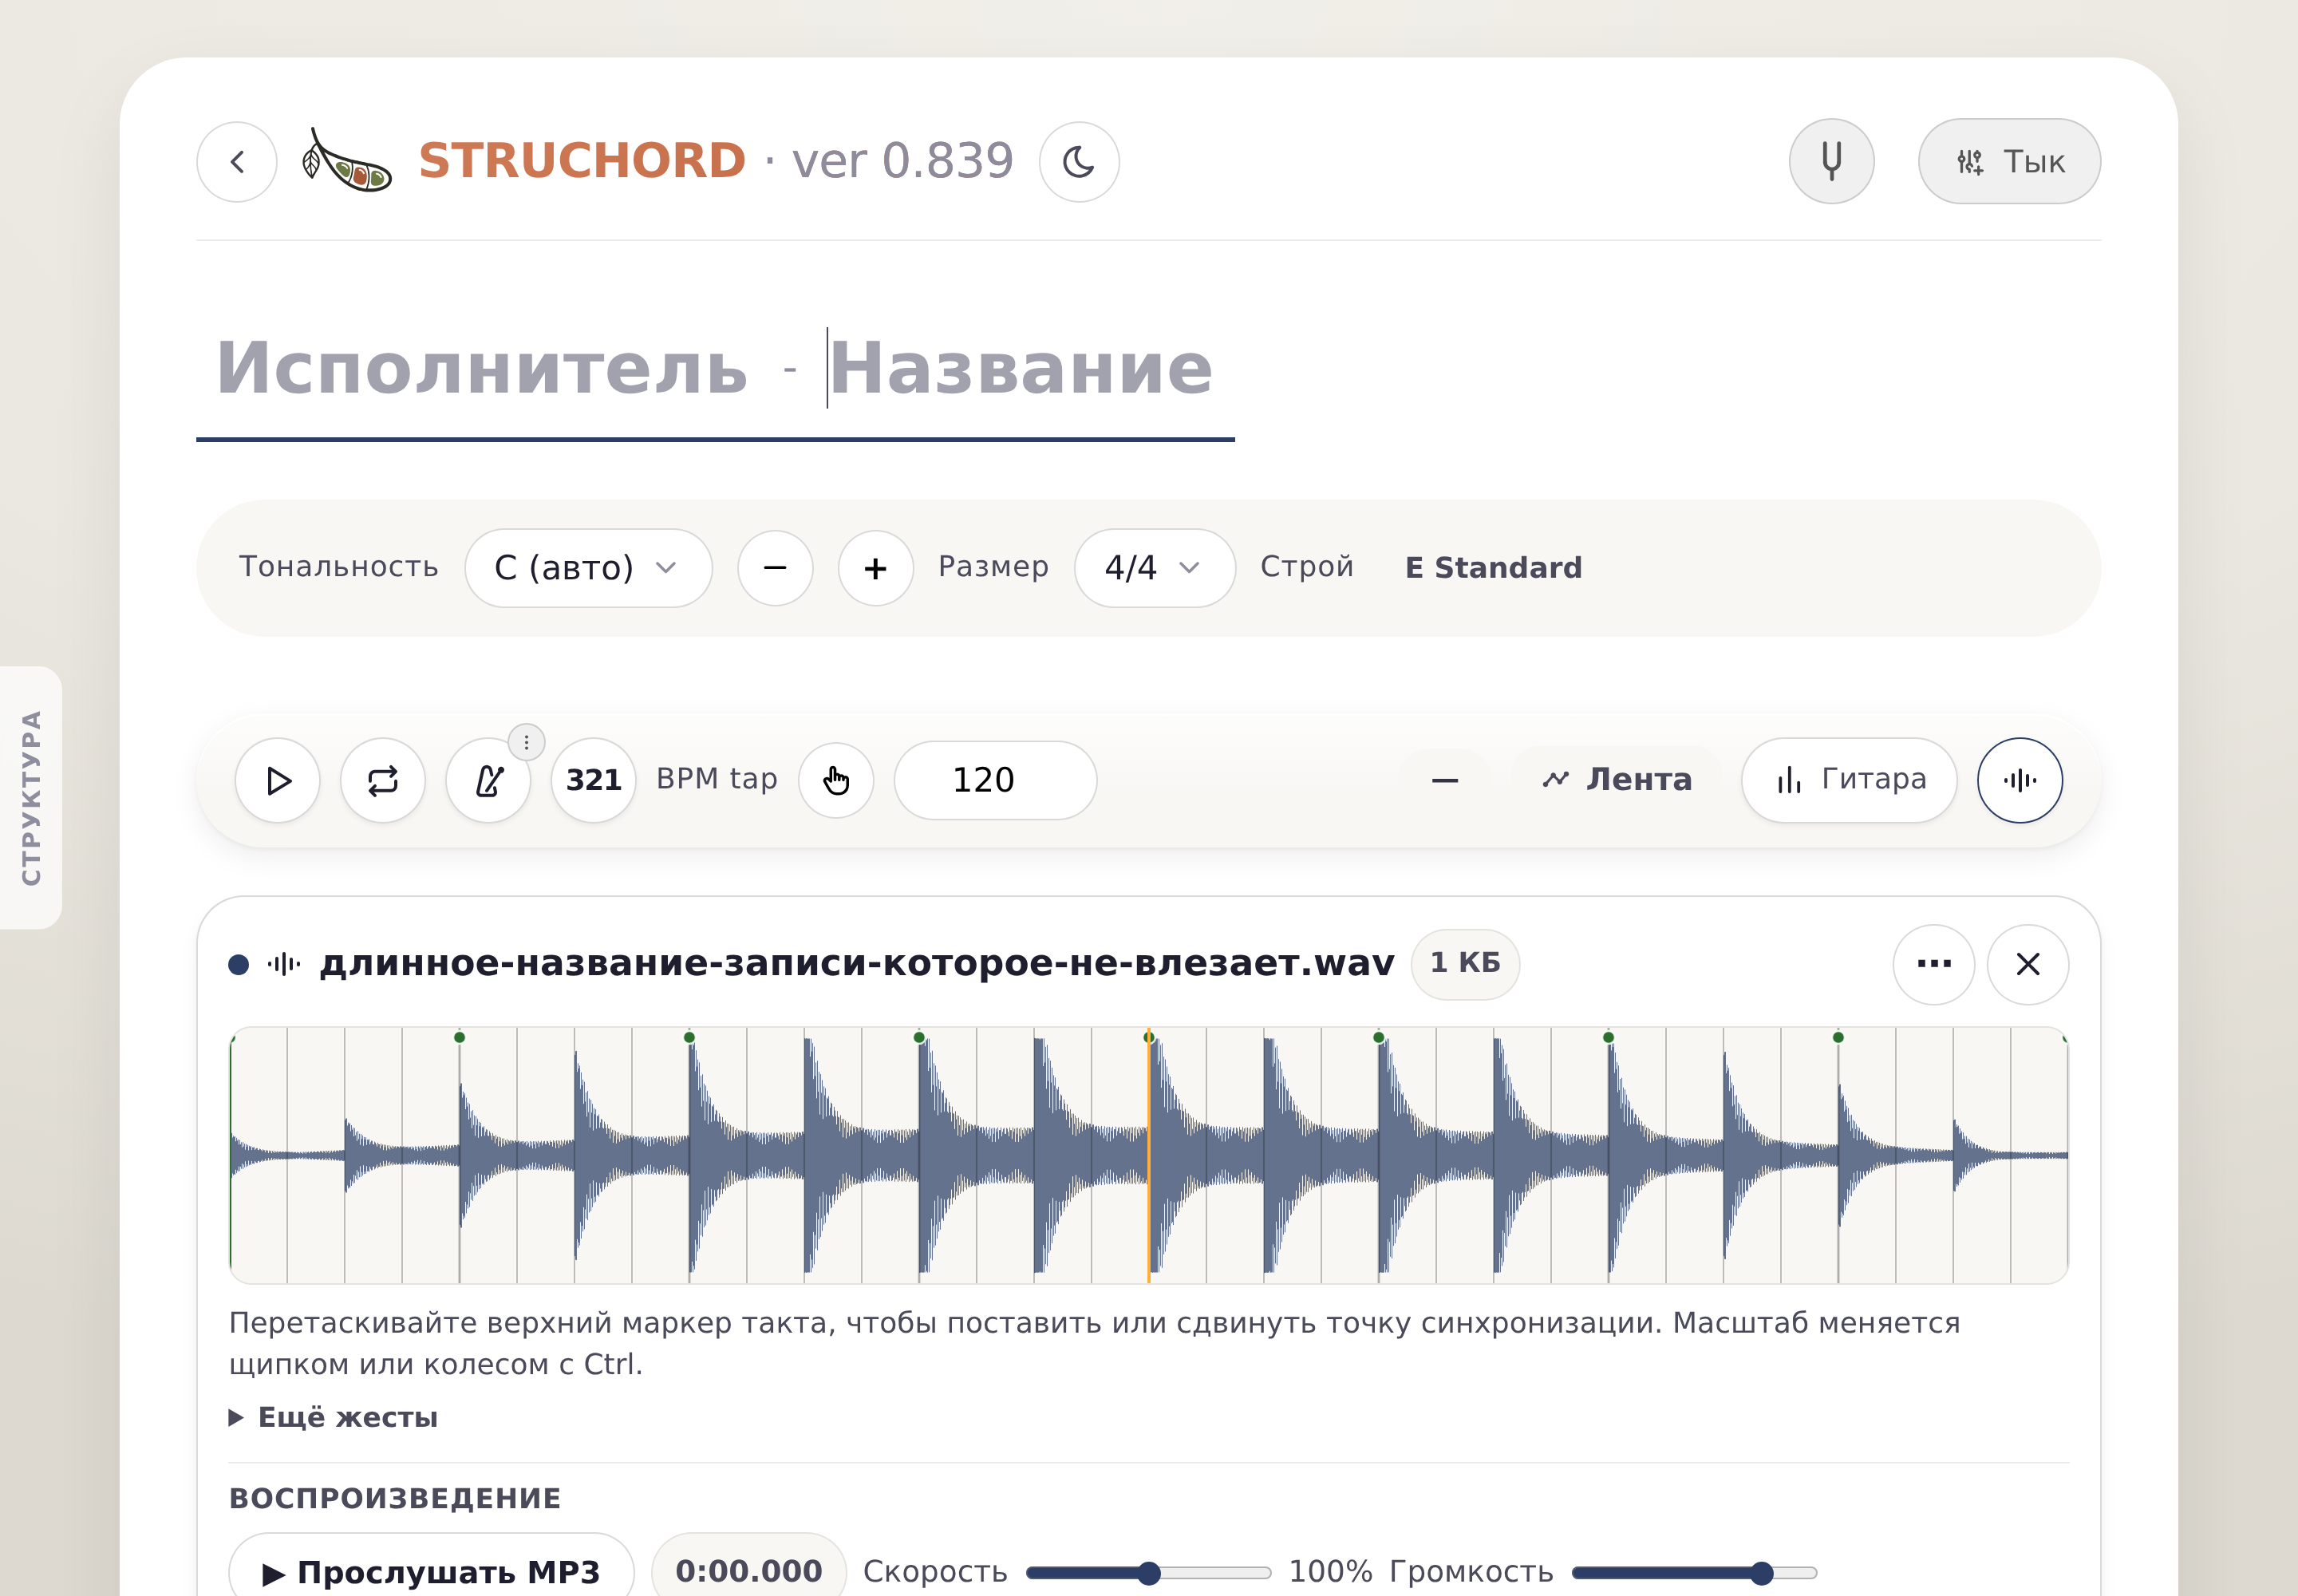 STRUCHORD · ver 0.839
Тык
Исполнитель - Название
Тональность C (авто) − + Размер 4/4 Строй E Standard
СТРУКТУРА
321 BPM tap 120 — Лента Гитара
длинное-название-записи-которое-не-влезает.wav 1 КБ ...
Перетаскивайте верхний маркер такта, чтобы поставить или сдвинуть точку синхронизации. Масштаб меняется
щипком или колесом с Ctrl.
▶ Ещё жесты
ВОСПРОИЗВЕДЕНИЕ
▶ Прослушать MP3 0:00.000 Скорость 100% Громкость